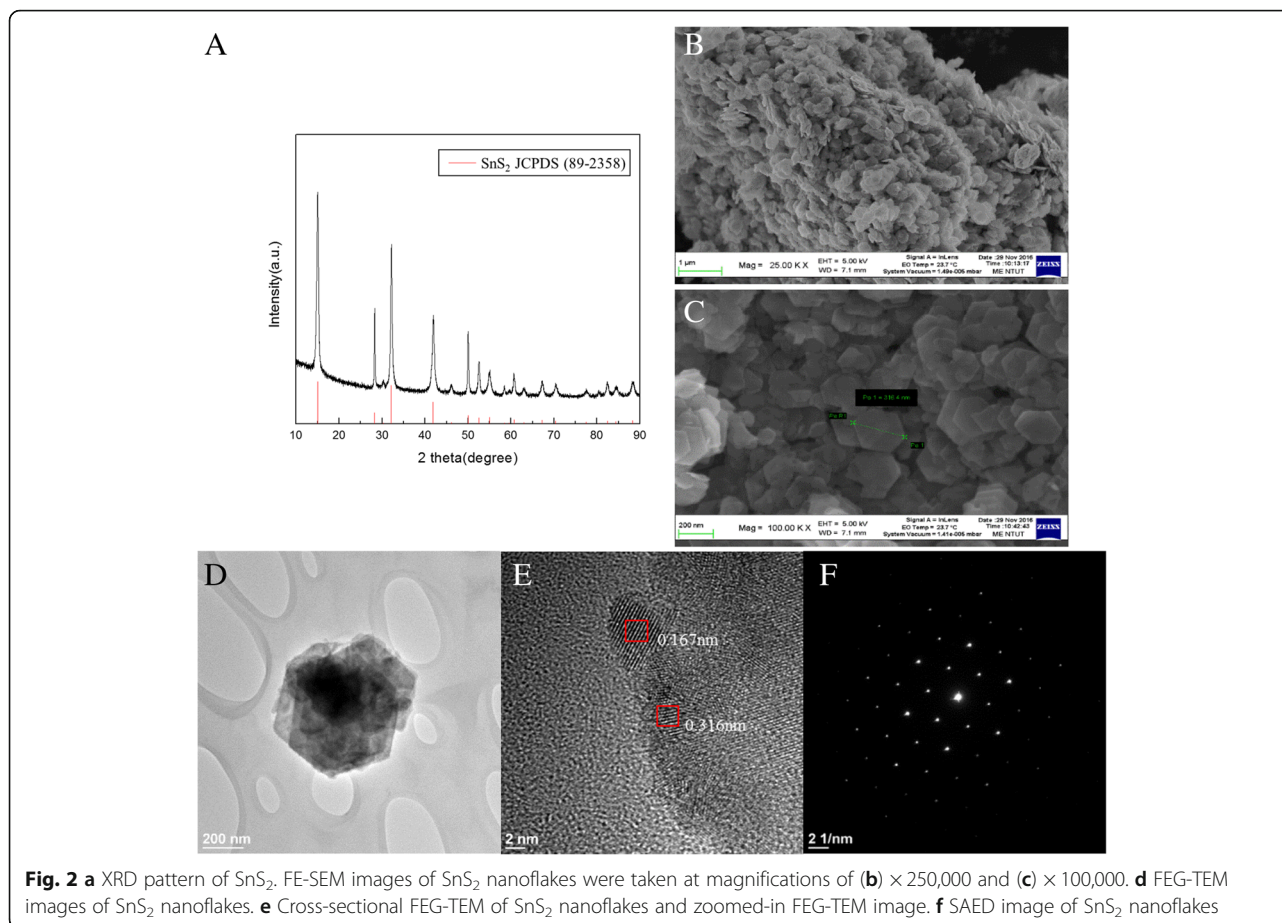 A
SnS₂ JCPDS (89-2358)
Intensity(a.u.)
10 20 30 40 50 60 70 80 90
2 theta(degree)
B
1 µm
Mag = 25.00 K X
EHT = 5.00 kV
WD = 7.1 mm
Signal A = InLens
EO Temp = 23.7 °C
System Vacuum = 1.49e-005 mbar
Date :29 Nov 2016
Time :10:13:17
ME NTUT
ZEISS
C
200 nm
Mag = 100.00 K X
EHT = 5.00 kV
WD = 7.1 mm
Signal A = InLens
EO Temp = 23.7 °C
System Vacuum = 1.41e-005 mbar
Date :29 Nov 2016
Time :10:42:43
ME NTUT
ZEISS
D
200 nm
E
0.167nm
0.316nm
2 nm
F
2 1/nm
Fig. 2 a XRD pattern of SnS₂. FE-SEM images of SnS₂ nanoflakes were taken at magnifications of (b) × 250,000 and (c) × 100,000. d FEG-TEM
images of SnS₂ nanoflakes. e Cross-sectional FEG-TEM of SnS₂ nanoflakes and zoomed-in FEG-TEM image. f SAED image of SnS₂ nanoflakes